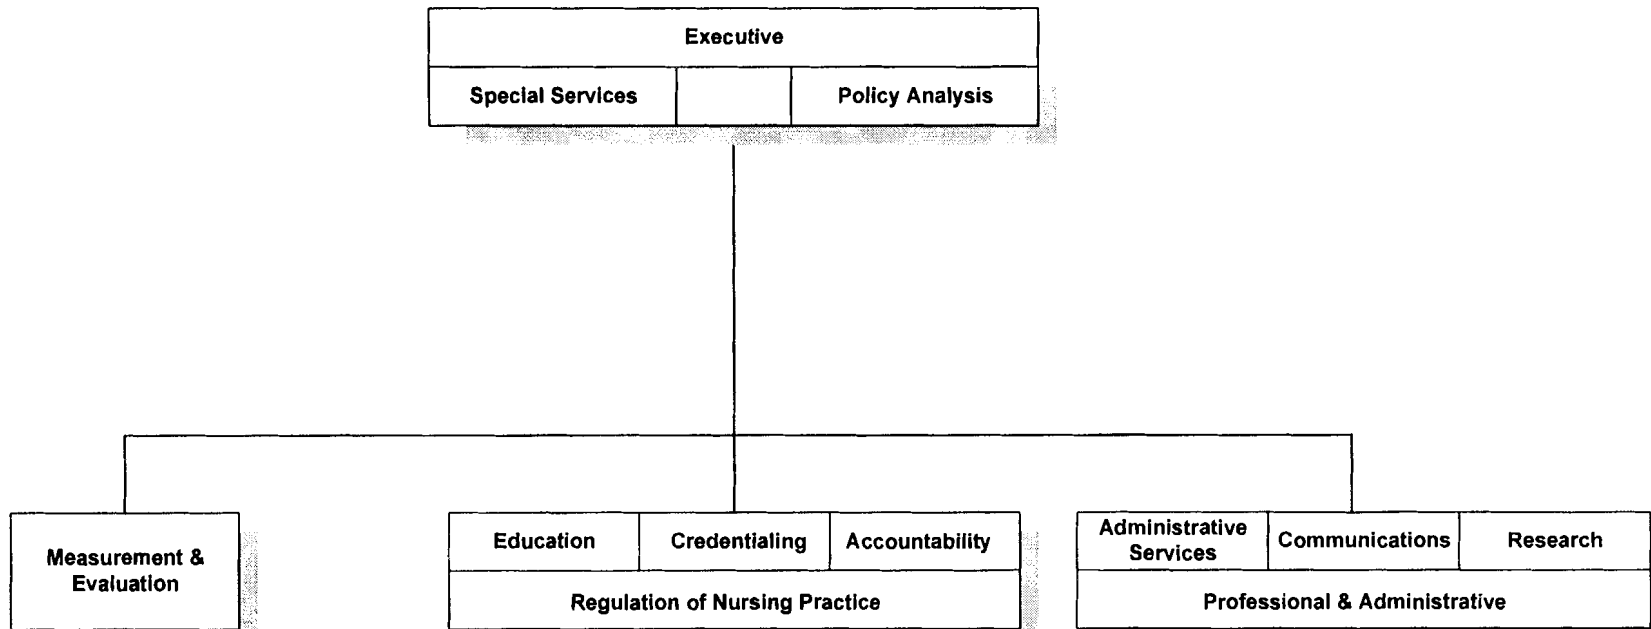 Executive
Special Services
Policy Analysis
Measurement &
Evaluation
Education
Credentialing
Accountability
Regulation of Nursing Practice
Administrative
Services
Communications
Research
Professional & Administrative